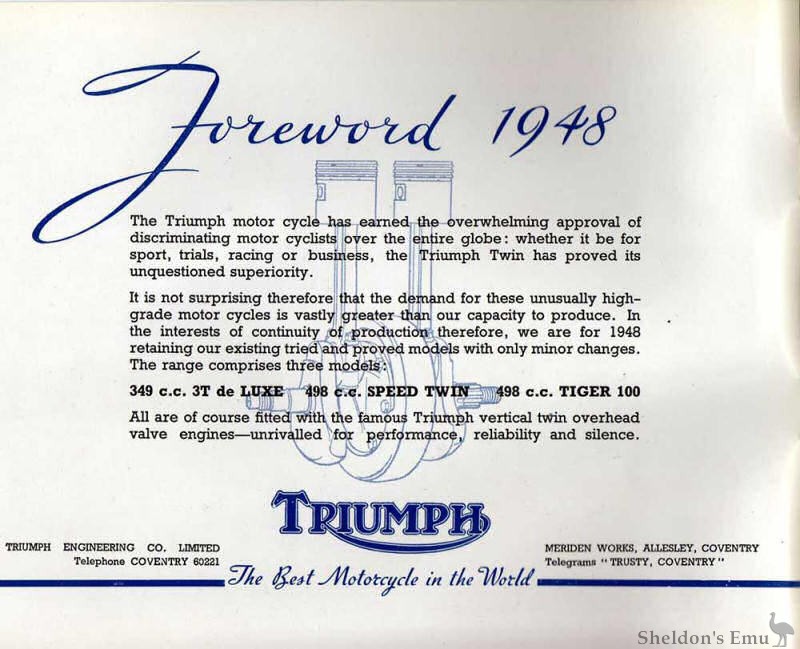 Foreword 1948
The Triumph motor cycle has earned the overwhelming approval of
discriminating motor cyclists over the entire globe: whether it be for
sport, trials, racing or business, the Triumph Twin has proved its
unquestioned superiority.
It is not surprising therefore that the demand for these unusually high-
grade motor cycles is vastly greater than our capacity to produce. In
the interests of continuity of production therefore, we are for 1948
retaining our existing tried and proved models with only minor changes.
The range comprises three models:
349 c.c. 3T de LUXE 498 c.c. SPEED TWIN 498 c.c. TIGER 100
All are of course fitted with the famous Triumph vertical twin overhead
valve engines—unrivalled for performance, reliability and silence.
TRIUMPH
TRIUMPH ENGINEERING CO. LIMITED
Telephone COVENTRY 60221
MERIDEN WORKS, ALLESLEY, COVENTRY
Telegrams "TRUSTY, COVENTRY"
The Best Motorcycle in the World
Sheldon's Emu